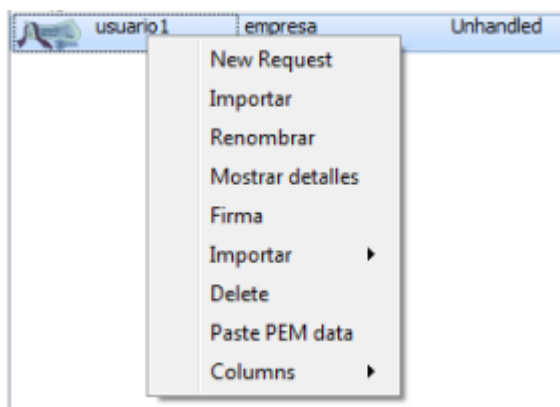 usuario1 empresa Unhandled
New Request
Importar
Renombrar
Mostrar detalles
Firma
Importar
Delete
Paste PEM data
Columns